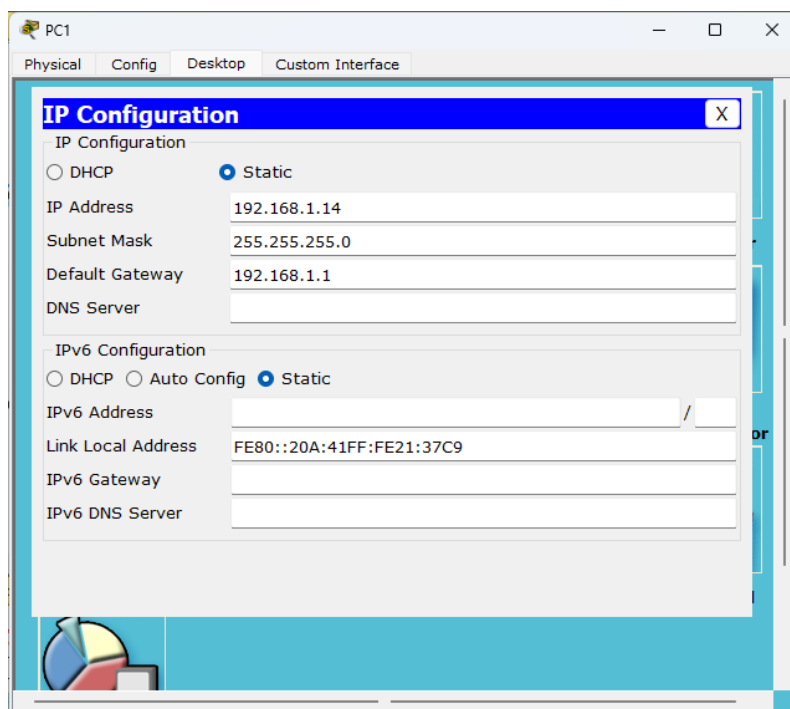 PC1
Physical Config Desktop Custom Interface
IP Configuration X
IP Configuration
DHCP Static
IP Address 192.168.1.14
Subnet Mask 255.255.255.0
Default Gateway 192.168.1.1
DNS Server
IPv6 Configuration
DHCP Auto Config Static
IPv6 Address /
or
Link Local Address FE80::20A:41FF:FE21:37C9
IPv6 Gateway
IPv6 DNS Server